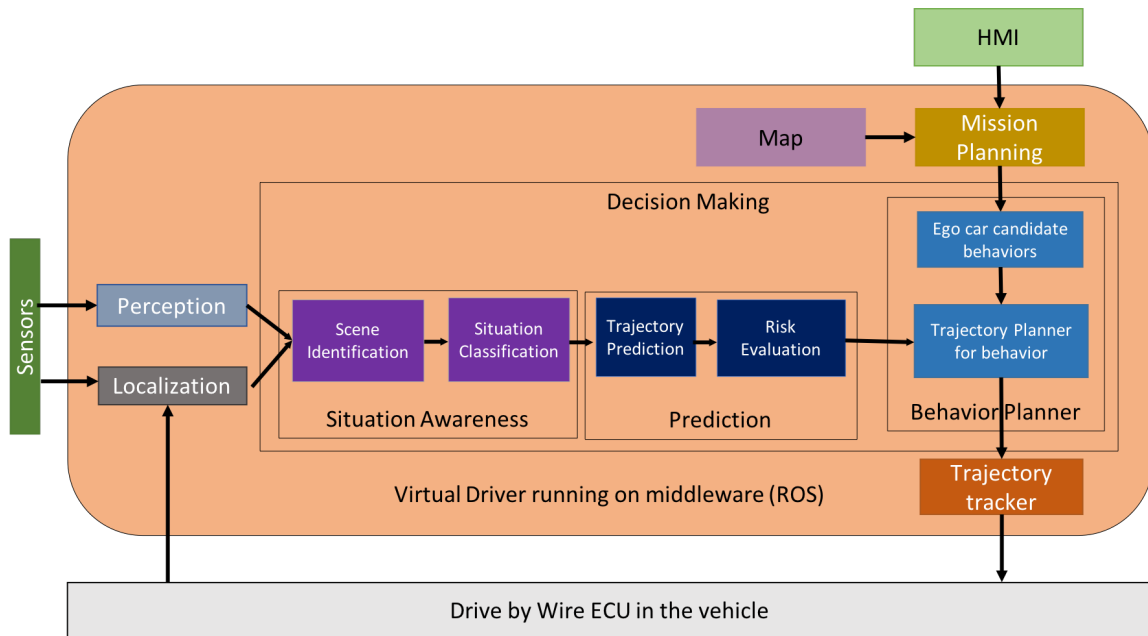 HMI
Map
Mission
Planning
Decision Making
Ego car candidate
behaviors
Sensors
Perception
Localization
Scene
Identification
Situation
Classification
Trajectory
Prediction
Risk
Evaluation
Trajectory Planner
for behavior
Situation Awareness
Prediction
Behavior Planner
Virtual Driver running on middleware (ROS)
Trajectory
tracker
Drive by Wire ECU in the vehicle